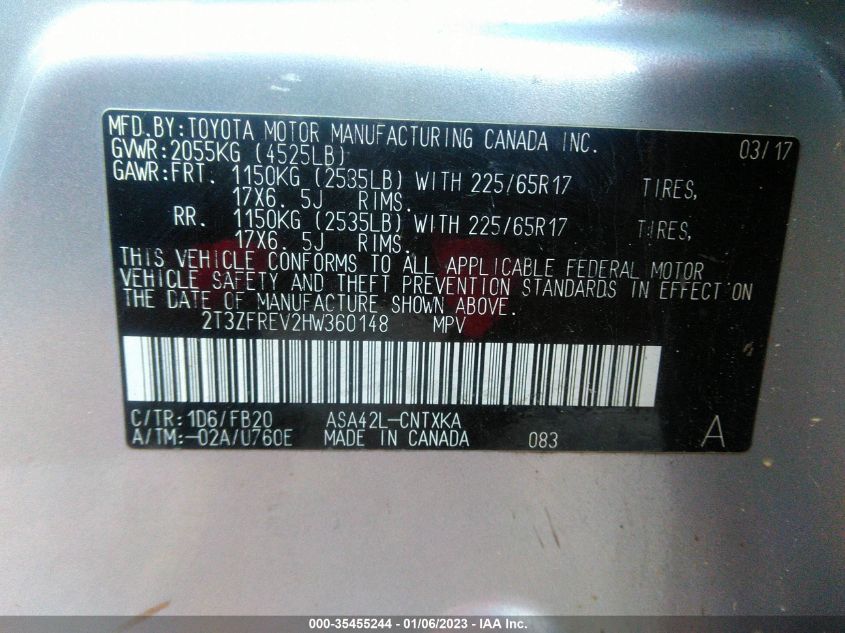 MFD.BY:TOYOTA MOTOR MANUFACTURING CANADA INC. 03/17
GVWR:2055KG (4525LB)
GAWR:FRT. 1150KG (2535LB) WITH 225/65R17 TIRES,
17X6. 5J RIMS.
RR. 1150KG (2535LB) WITH 225/65R17 TIRES,
17X6. 5J RIMS.
THIS VEHICLE CONFORMS TO ALL APPLICABLE FEDERAL MOTOR
VEHICLE SAFETY AND THEFT PREVENTION STANDARDS IN EFFECT ON
THE DATE OF MANUFACTURE SHOWN ABOVE.
2T3ZFREV2HW360148 MPV
C/TR:1D6/FB20 ASA42L-CNTXKA
A/TM:-02A/U760E MADE IN CANADA 083 A
000-35455244 - 01/06/2023 - IAA Inc.